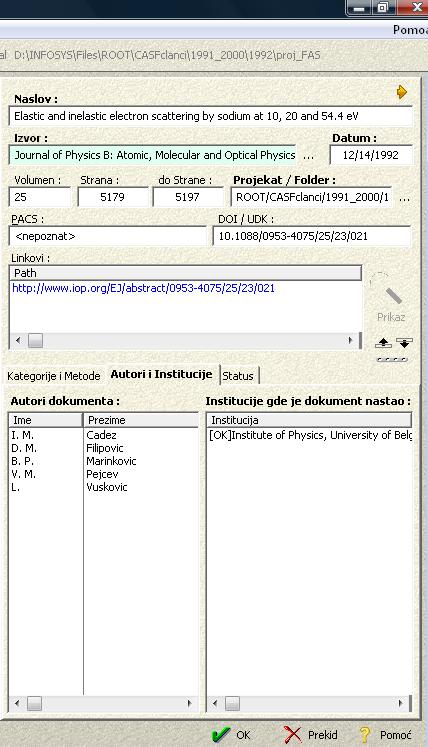 Pomoć
al D:\INFOSYS\Files\ROOT\CASFclanci\1991_2000\1992\proj_FAS
Naslov :
Elastic and inelastic electron scattering by sodium at 10, 20 and 54.4 eV
Izvor : Datum :
Journal of Physics B: Atomic, Molecular and Optical Physics ... 12/14/1992
Volumen : Strana : do Strane : Projekat / Folder :
25 5179 5197 ROOT/CASFclanci/1991_2000/1 ...
PACS : DOI / UDK :
<nepoznat> 10.1088/0953-4075/25/23/021
Linkovi :
Path
http://www.iop.org/EJ/abstract/0953-4075/25/23/021
Prikaz
Kategorije i Metode Autori i Institucije Status
Autori dokumenta : Institucije gde je dokument nastao :
Ime Prezime Institucija
I. M. Cadez [OK]Institute of Physics, University of Belg
D. M. Filipovic
B. P. Marinkovic
V. M. Pejcev
L. Vuskovic
OK Prekid Pomoć